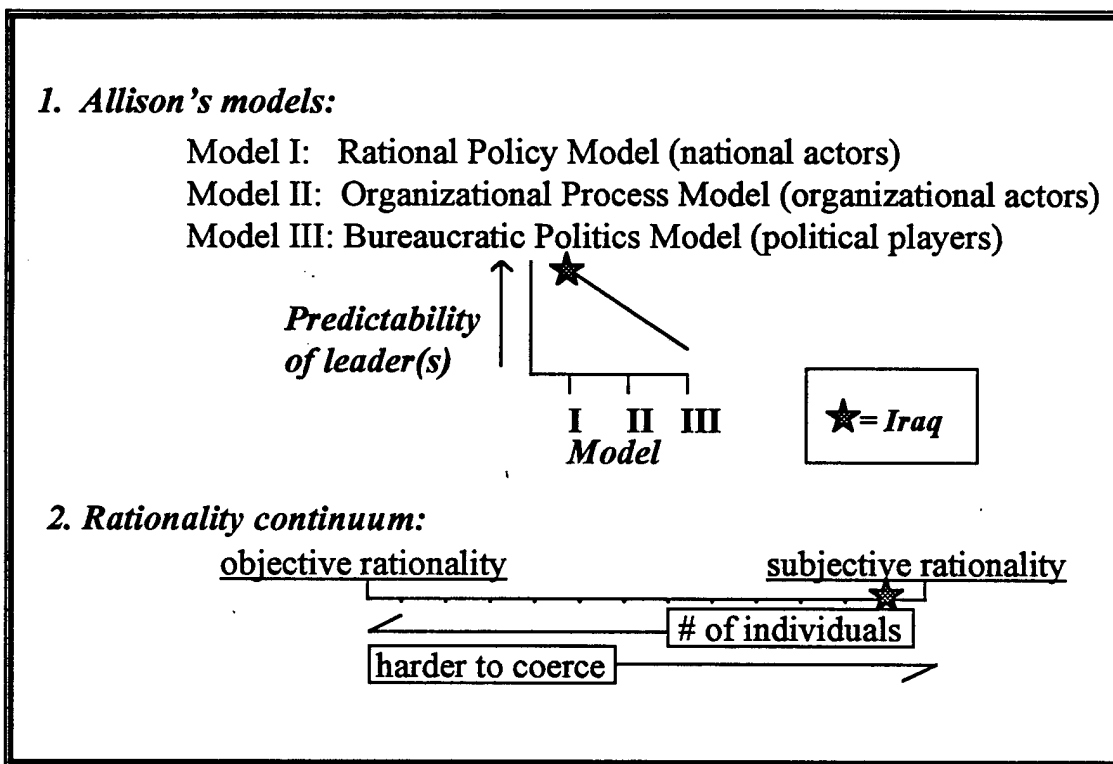 1. Allison's models:
Model I: Rational Policy Model (national actors)
Model II: Organizational Process Model (organizational actors)
Model III: Bureaucratic Politics Model (political players)
Predictability
of leader(s)
I II III
Model
= Iraq
2. Rationality continuum:
objective rationality subjective rationality
# of individuals
harder to coerce